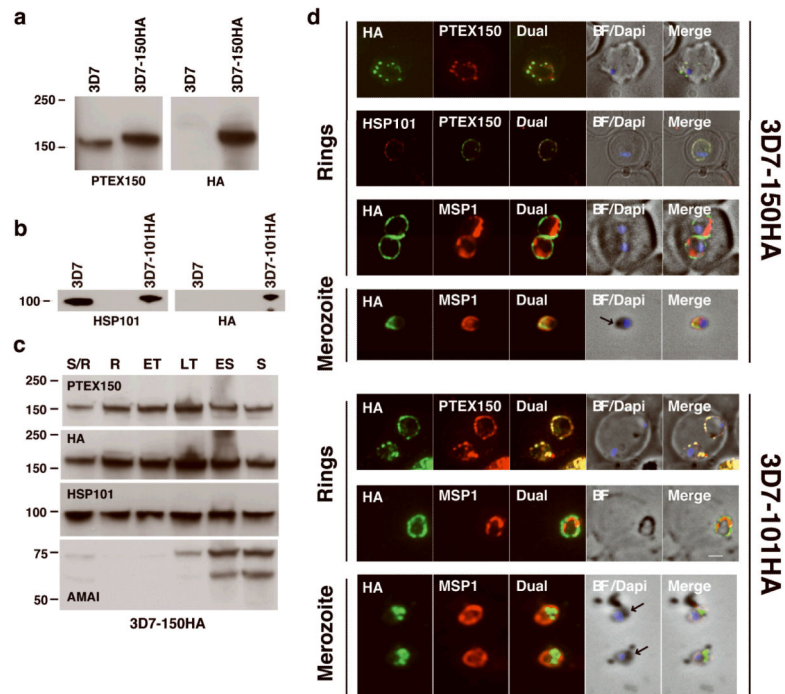 a
3D7
3D7-150HA
3D7
3D7-150HA
250
150
PTEX150
HA
b
3D7
3D7-101HA
3D7
3D7-101HA
100
HSP101
HA
c
S/R R ET LT ES S
250
PTEX150
150
250
HA
150
HSP101
100
75
50
AMAI
3D7-150HA
d
HA PTEX150 Dual BF/Dapi Merge
HSP101 PTEX150 Dual BF/Dapi Merge
HA MSP1 Dual BF/Dapi Merge
HA MSP1 Dual BF/Dapi Merge
Rings
Merozoite
3D7-150HA
HA PTEX150 Dual BF/Dapi Merge
HA MSP1 Dual BF Merge
HA MSP1 Dual BF/Dapi Merge
Rings
Merozoite
3D7-101HA